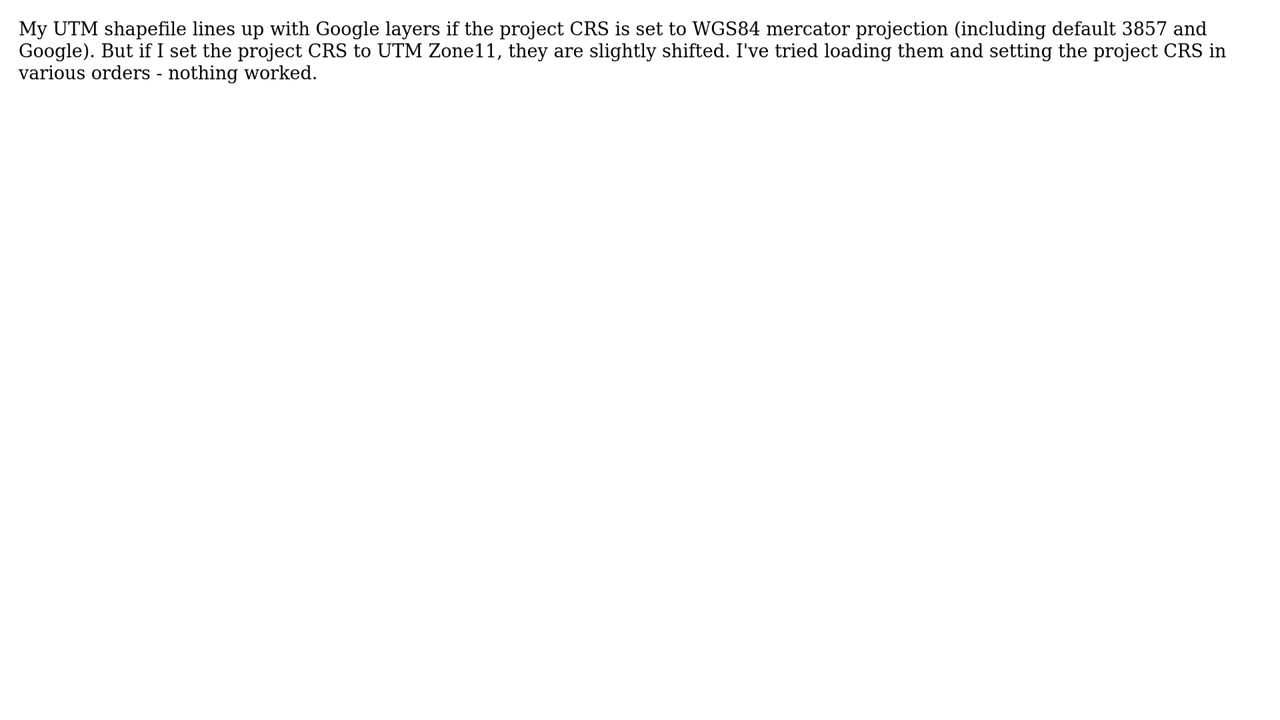 My UTM shapefile lines up with Google layers if the project CRS is set to WGS84 mercator projection (including default 3857 and
Google). But if I set the project CRS to UTM Zone11, they are slightly shifted. I've tried loading them and setting the project CRS in
various orders - nothing worked.